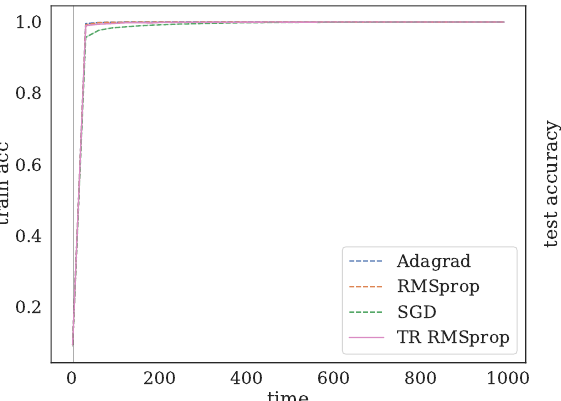 1.0
0.8
0.6
0.4
0.2
train acc
test accuracy
Adagrad
RMSprop
SGD
TR RMSprop
0 200 400 600 800 1000
time